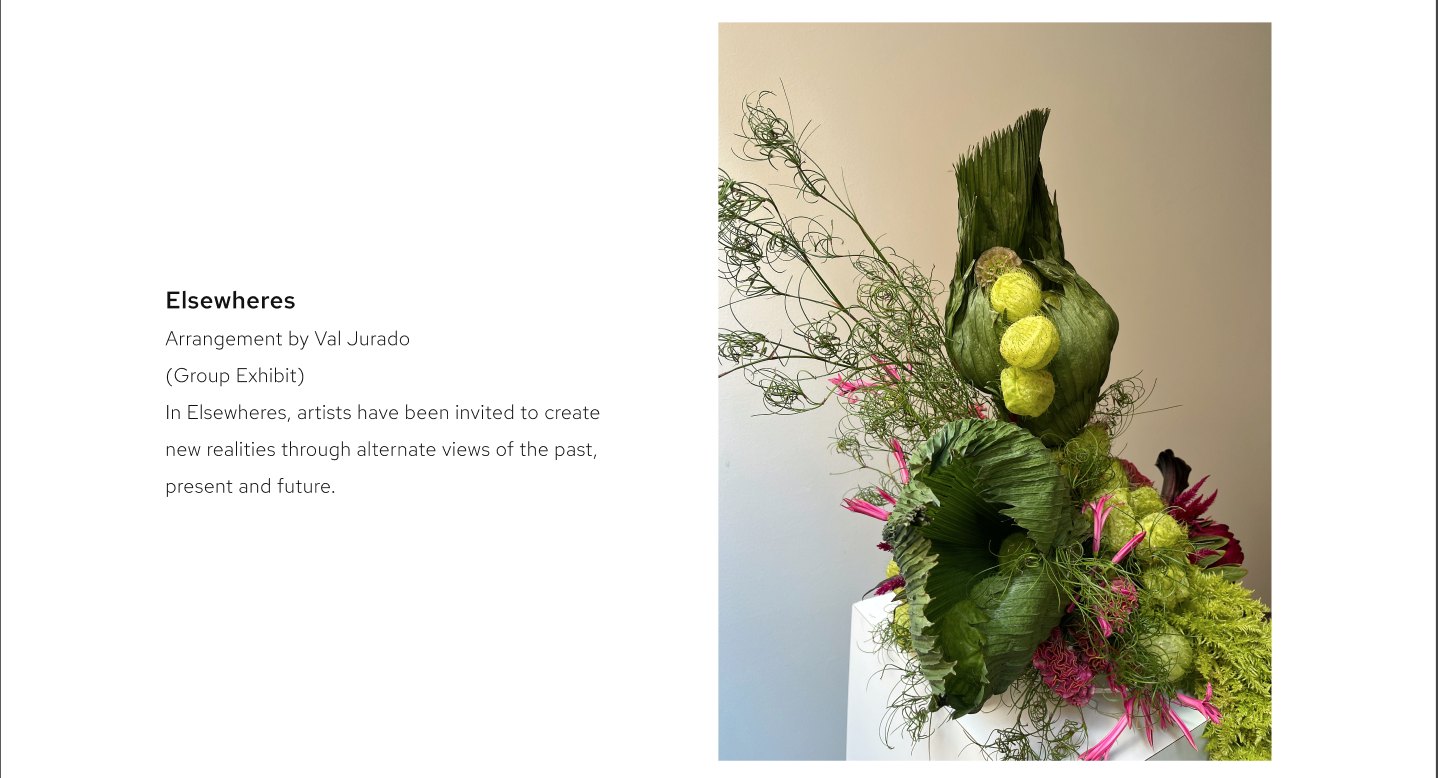 Elsewheres
Arrangement by Val Jurado
(Group Exhibit)
In Elsewheres, artists have been invited to create
new realities through alternate views of the past,
present and future.